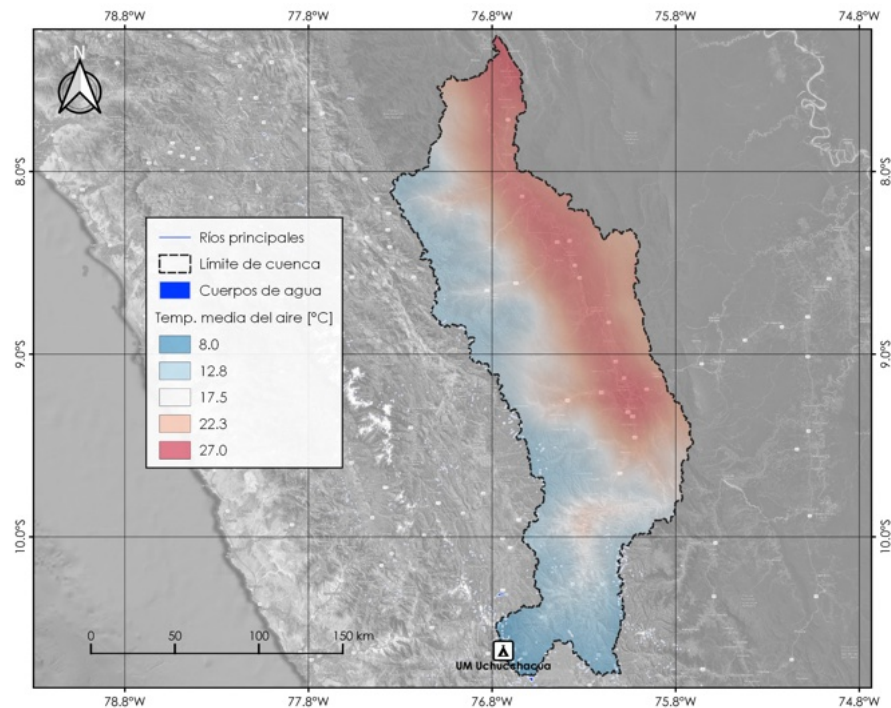 78.8°W 77.8°W 76.8°W 75.8°W 74.8°W
N
8.0°S 8.0°S
Ríos principales
Límite de cuenca
Cuerpos de agua
Temp. media del aire [°C]
8.0
12.8
17.5
22.3
27.0
9.0°S 9.0°S
10.0°S 10.0°S
0 50 100 150 km
UM Uchucchaqua
78.8°W 77.8°W 76.8°W 75.8°W 74.8°W